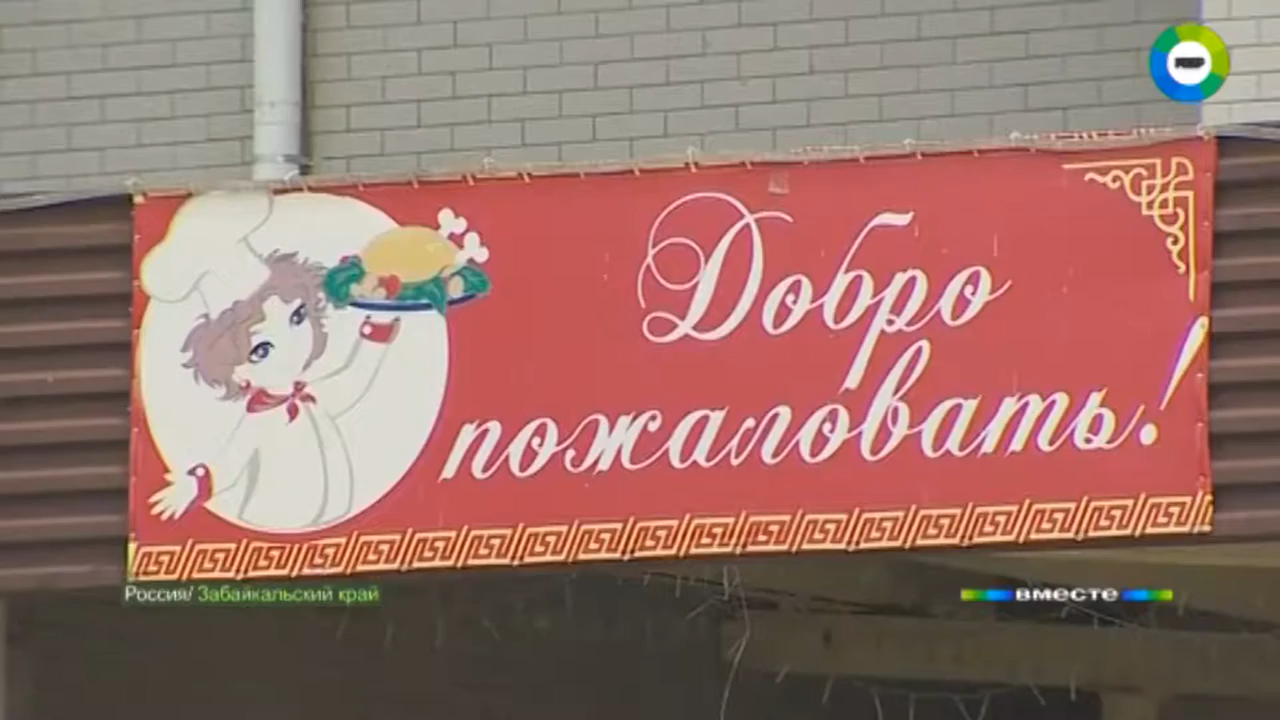 Добро
пожаловать!
Россия/ Забайкальский край
вместе